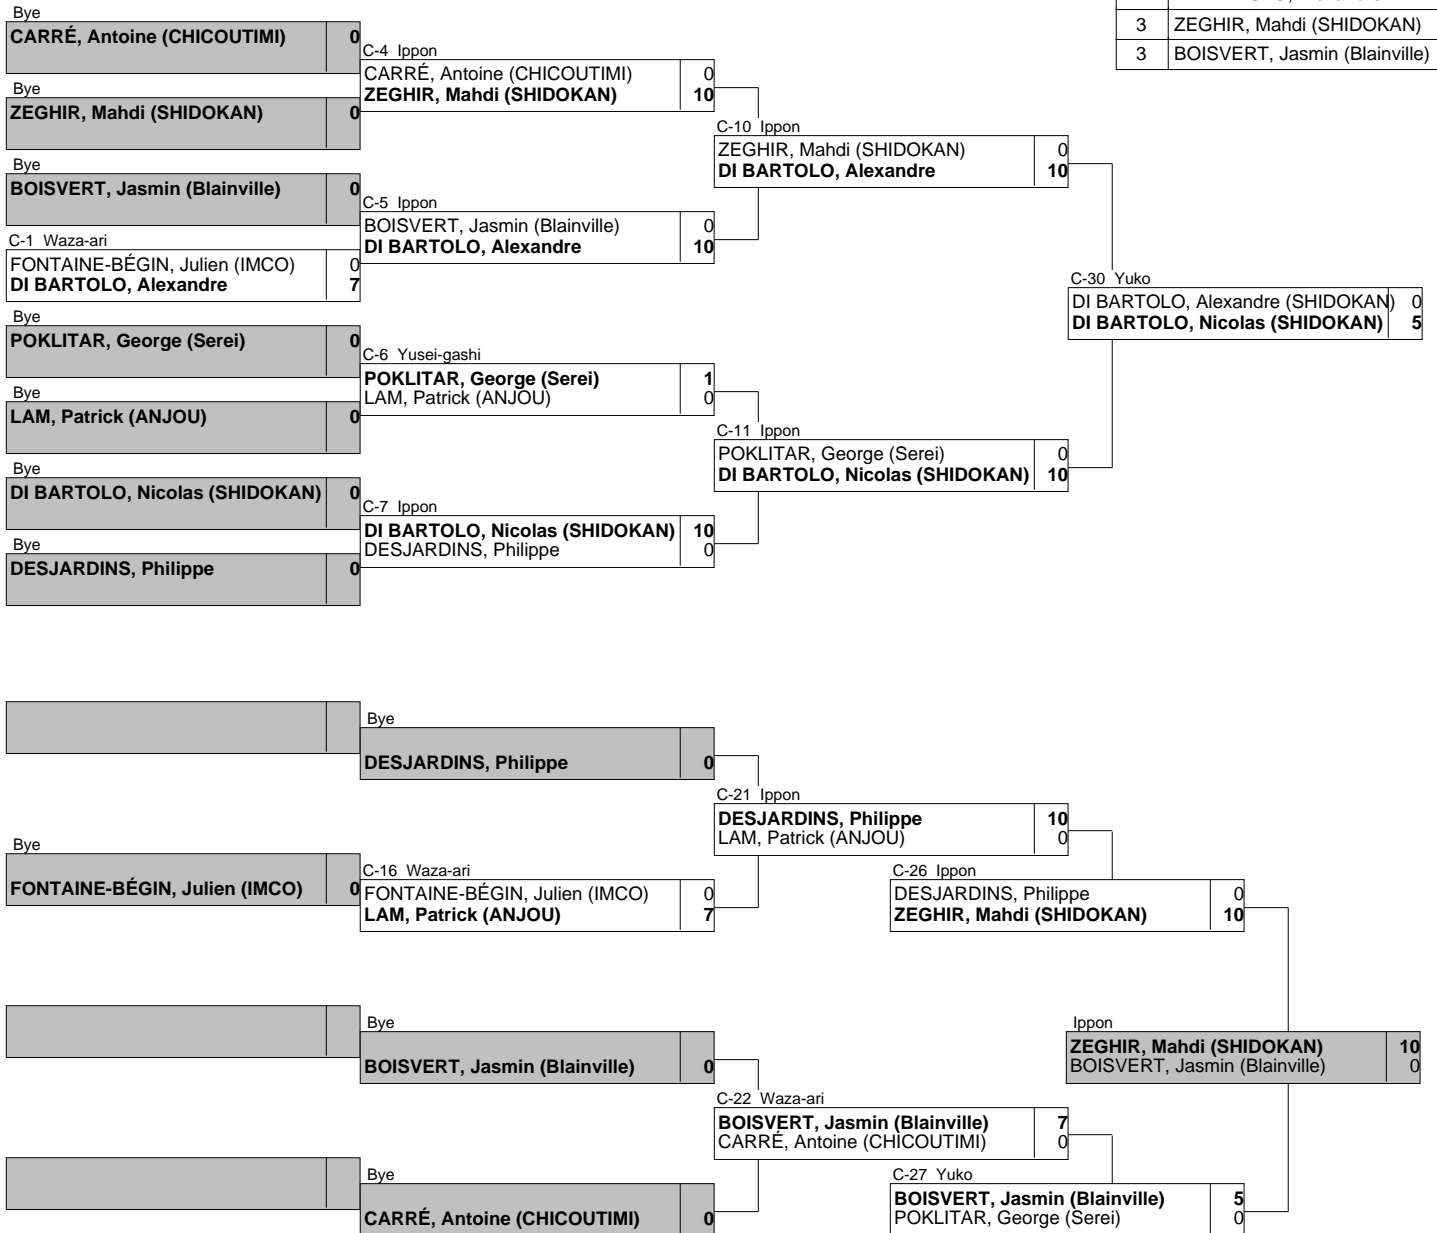 3 ZEGHIR, Mahdi (SHIDOKAN)
3 BOISVERT, Jasmin (Blainville)
Bye
CARRÉ, Antoine (CHICOUTIMI) 0
Bye
ZEGHIR, Mahdi (SHIDOKAN) 0
Bye
BOISVERT, Jasmin (Blainville) 0
C-1 Waza-ari
FONTAINE-BÉGIN, Julien (IMCO) 0
DI BARTOLO, Alexandre 7
Bye
POKLITAR, George (Serei) 0
Bye
LAM, Patrick (ANJOU) 0
Bye
DI BARTOLO, Nicolas (SHIDOKAN) 0
Bye
DESJARDINS, Philippe 0
C-4 Ippon
CARRÉ, Antoine (CHICOUTIMI) 0
ZEGHIR, Mahdi (SHIDOKAN) 10
C-5 Ippon
BOISVERT, Jasmin (Blainville) 0
DI BARTOLO, Alexandre 10
C-6 Yusei-gashi
POKLITAR, George (Serei) 1
LAM, Patrick (ANJOU) 0
C-7 Ippon
DI BARTOLO, Nicolas (SHIDOKAN) 10
DESJARDINS, Philippe 0
C-10 Ippon
ZEGHIR, Mahdi (SHIDOKAN) 0
DI BARTOLO, Alexandre 10
C-11 Ippon
POKLITAR, George (Serei) 0
DI BARTOLO, Nicolas (SHIDOKAN) 10
C-30 Yuko
DI BARTOLO, Alexandre (SHIDOKAN) 0
DI BARTOLO, Nicolas (SHIDOKAN) 5
Bye
FONTAINE-BÉGIN, Julien (IMCO) 0
Bye
DESJARDINS, Philippe 0
C-16 Waza-ari
FONTAINE-BÉGIN, Julien (IMCO) 0
LAM, Patrick (ANJOU) 7
C-21 Ippon
DESJARDINS, Philippe 10
LAM, Patrick (ANJOU) 0
C-26 Ippon
DESJARDINS, Philippe 0
ZEGHIR, Mahdi (SHIDOKAN) 10
Bye
BOISVERT, Jasmin (Blainville) 0
Bye
CARRÉ, Antoine (CHICOUTIMI) 0
C-22 Waza-ari
BOISVERT, Jasmin (Blainville) 7
CARRÉ, Antoine (CHICOUTIMI) 0
C-27 Yuko
BOISVERT, Jasmin (Blainville) 5
POKLITAR, George (Serei) 0
Ippon
ZEGHIR, Mahdi (SHIDOKAN) 10
BOISVERT, Jasmin (Blainville) 0